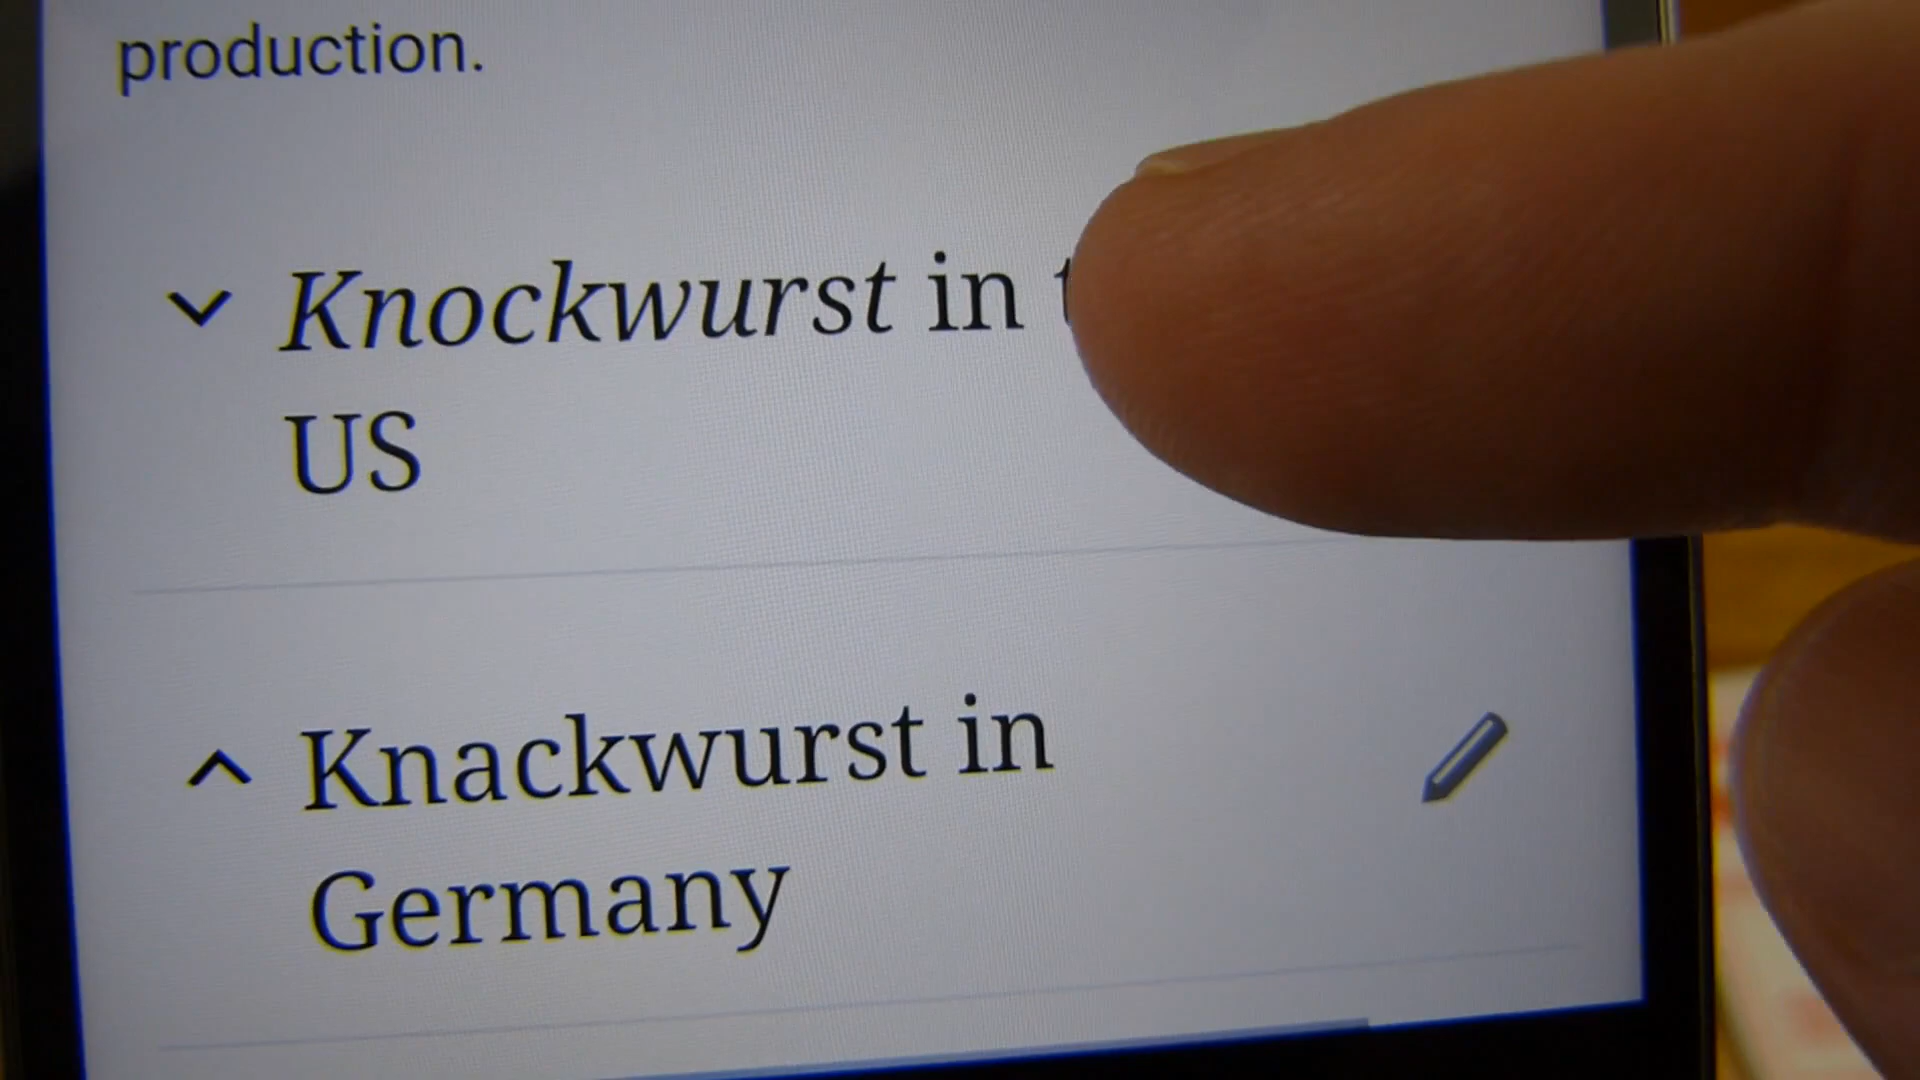 production.
Knockwurst in
US
Knackwurst in
Germany